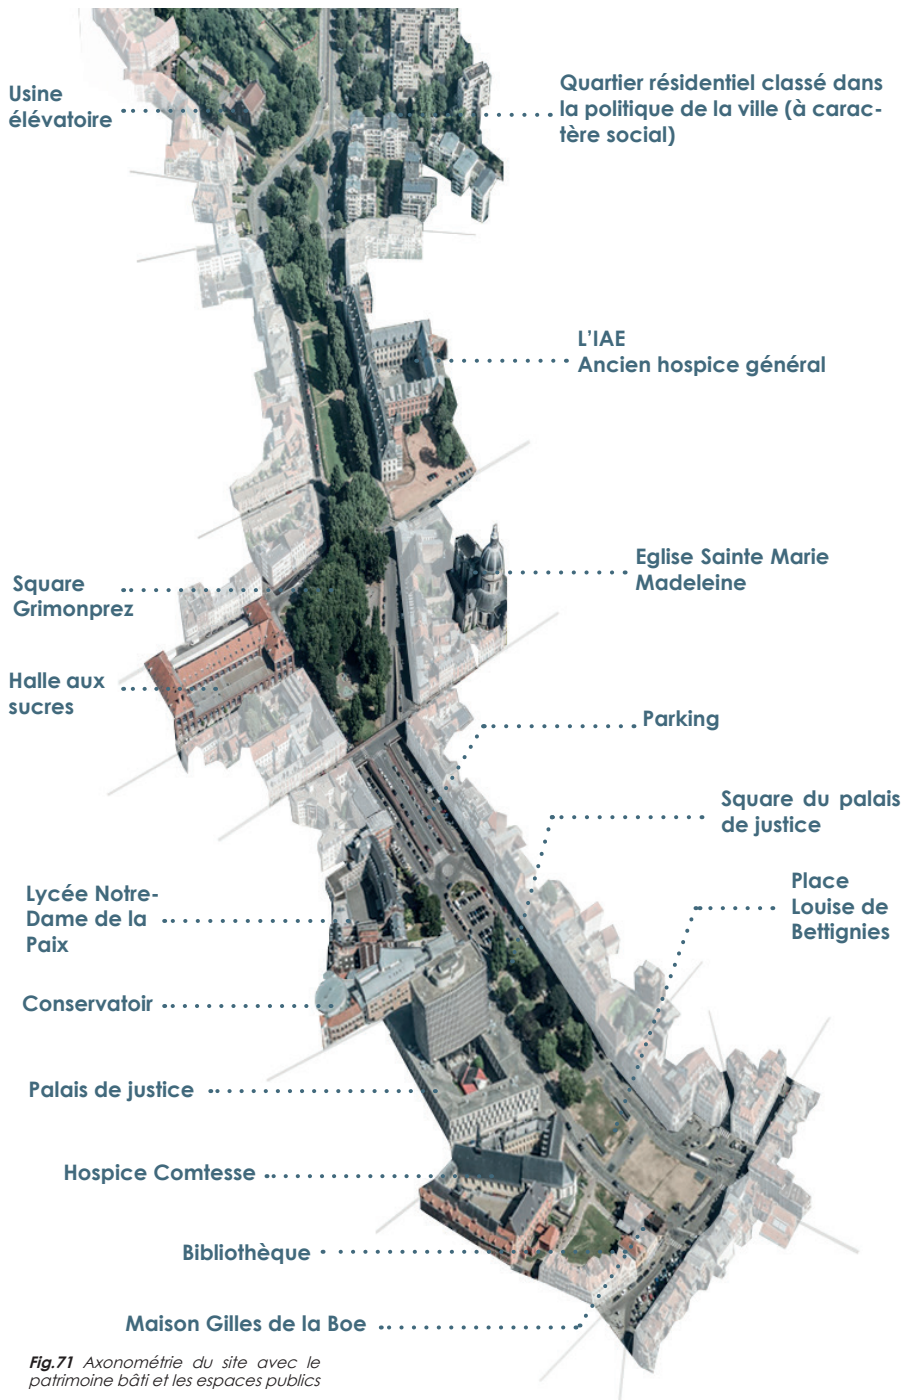 Usine
élévatoire
Quartier résidentiel classé dans
la politique de la ville (à carac-
tère social)
L'IAE
Ancien hospice général
Eglise Sainte Marie
Madeleine
Square
Grimonprez
Halle aux
sucres
Parking
Square du palais
de justice
Place
Louise de
Bettignies
Lycée Notre-
Dame de la
Paix
Conservatoir
Palais de justice
Hospice Comtesse
Bibliothèque
Maison Gilles de la Boe
Fig.71 Axonométrie du site avec le
patrimoine bâti et les espaces publics